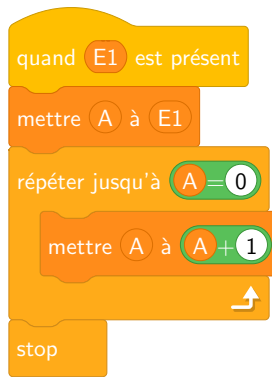 quand E1 est présent
mettre A à E1
répéter jusqu'à A=0
mettre A à A+1
stop